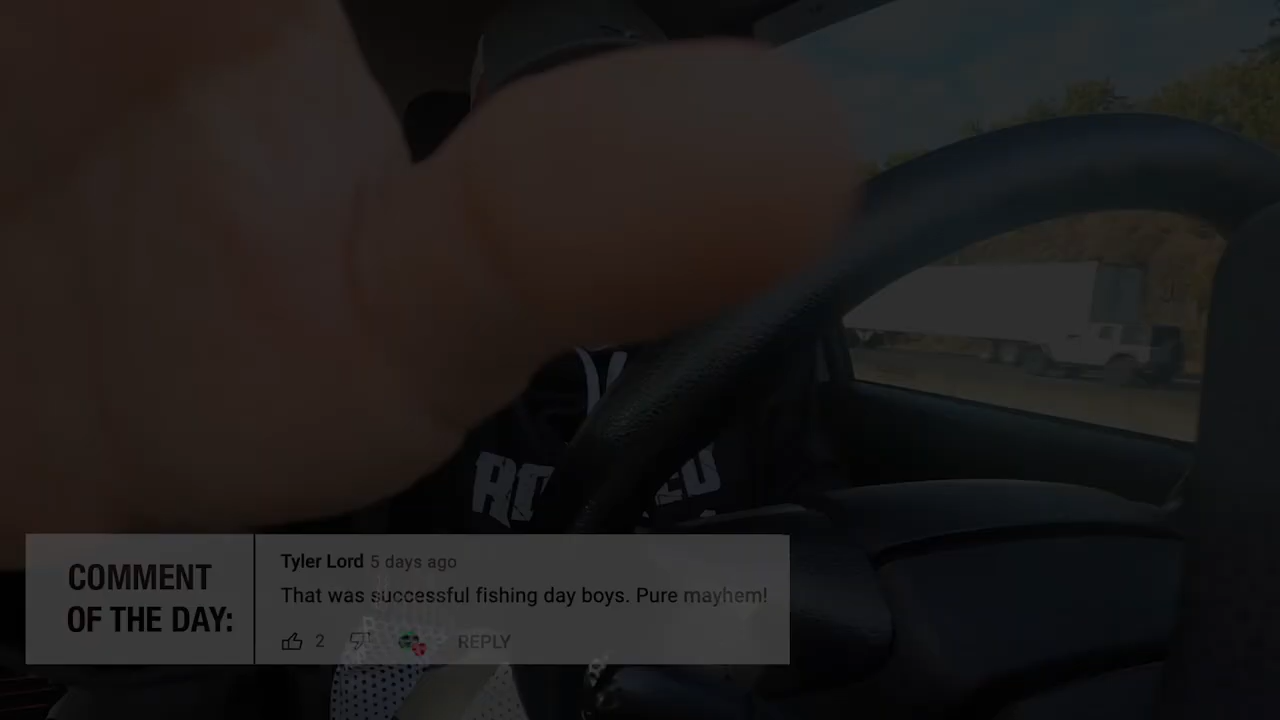 COMMENT
OF THE DAY:
Tyler Lord 5 days ago
That was successful fishing day boys. Pure mayhem!
2
REPLY